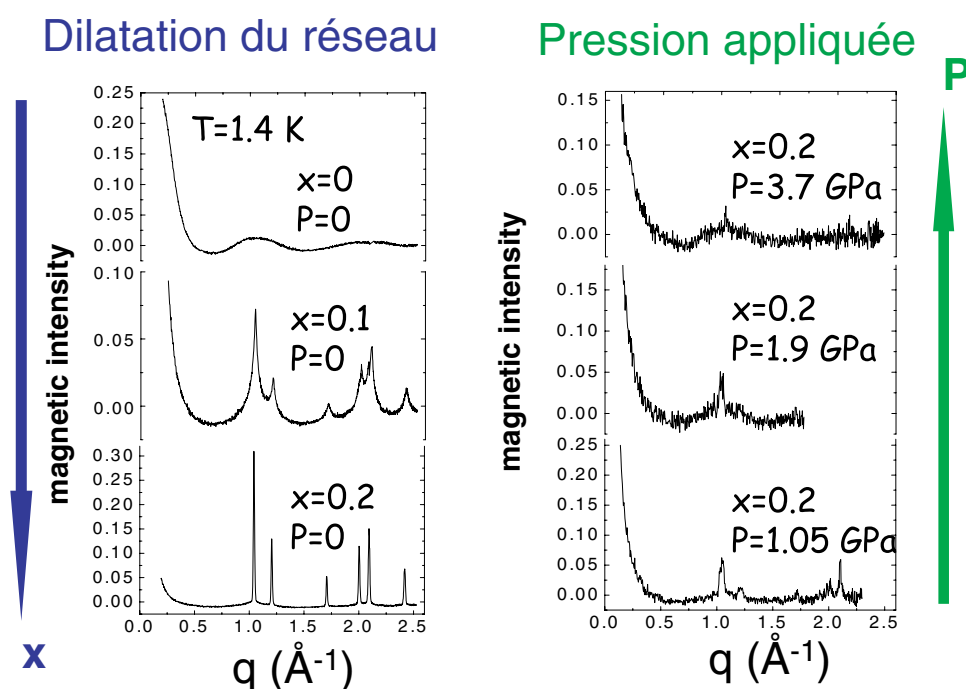 Dilatation du réseau
0.25
0.20
0.15
0.10
0.05
0.00
T=1.4 K
x=0
P=0
0.10
0.05
0.00
x=0.1
P=0
0.30
0.20
0.15
0.10
0.05
0.00
x=0.2
P=0
magnetic intensity
0.0 0.5 1.0 1.5 2.0 2.5
q (Å-1)
x
Pression appliquée
P
0.15
0.10
0.05
0.00
x=0.2
P=3.7 GPa
0.15
0.10
0.05
0.00
x=0.2
P=1.9 GPa
0.25
0.20
0.15
0.10
0.05
0.00
x=0.2
P=1.05 GPa
magnetic intensity
0.0 0.5 1.0 1.5 2.0 2.5
q (Å-1)